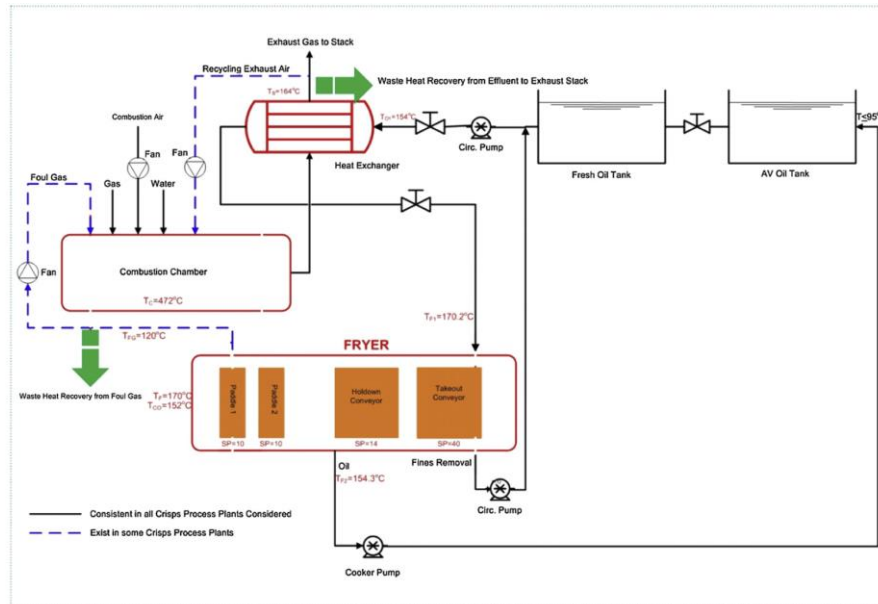 Exhaust Gas to Stack
Recycling Exhaust Air
Waste Heat Recovery from Effluent to Exhaust Stack
TS=164°C
Combustion Air
=154°C
T≤95°
Fan
Fan
Heat Exchanger
Circ. Pump
Fresh Oil Tank
AV Oil Tank
Foul Gas
Gas
Water
Fan
Combustion Chamber
TC=472°C
TF1=170.2°C
TFG=120°C
FRYER
Waste Heat Recovery from Foul Gas
TF=170°C
TCO=152°C
Paddle 1
Paddle 2
Holdown
Conveyor
Takeout
Conveyor
SP=10
SP=10
SP=14
SP=40
Oil
Fines Removal
TF2=154.3°C
Circ. Pump
Consistent in all Crisps Process Plants Considered
Exist in some Crisps Process Plants
Cooker Pump